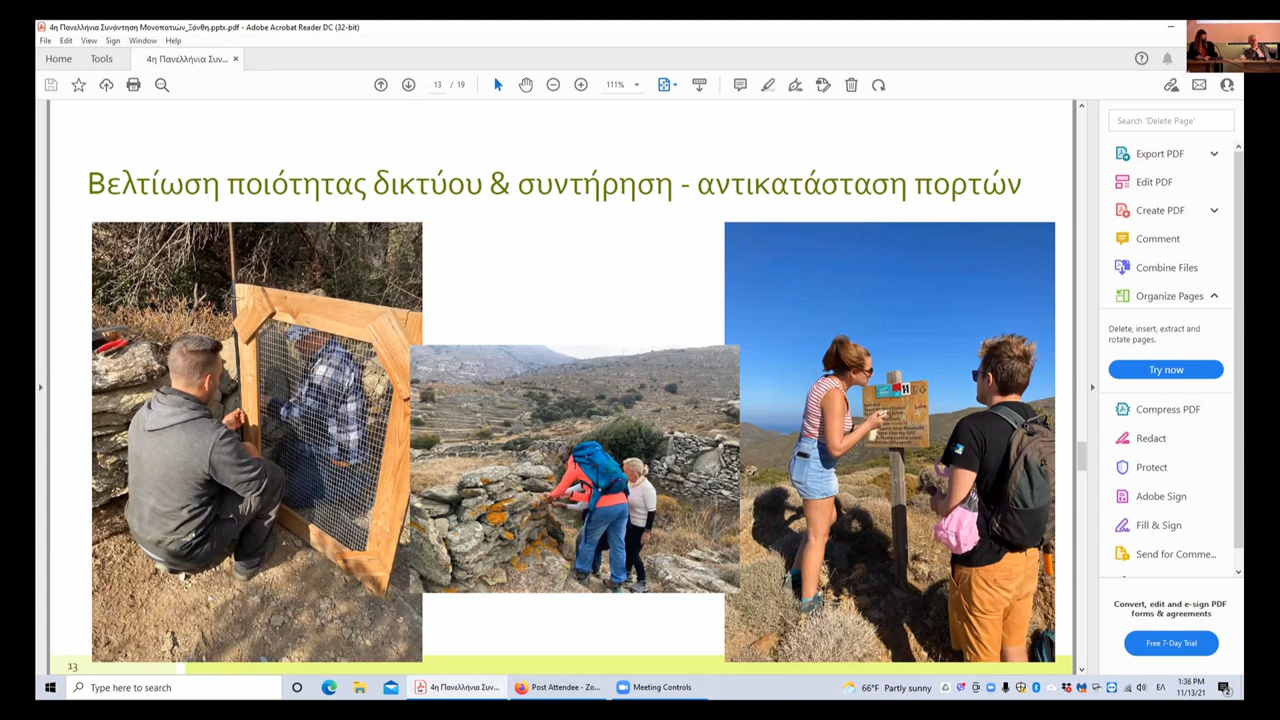 4η Πανελλήνια Συνάντηση Μονοπατιών_Ξάνθη.pptx.pdf - Adobe Acrobat Reader DC (32-bit)
File Edit View Sign Window Help
Home Tools 4η Πανελλήνια Συν... ×
13 / 19 111%
Search 'Delete Page'
Export PDF
Edit PDF
Create PDF
Comment
Combine Files
Organize Pages
Delete, insert, extract and
rotate pages.
Try now
Compress PDF
Redact
Protect
Adobe Sign
Fill & Sign
Send for Comme...
Convert, edit and e-sign PDF
forms & agreements
Free 7-Day Trial
Βελτίωση ποιότητας δικτύου & συντήρηση - αντικατάσταση πορτών
13
Type here to search
4η Πανελλήνια Συν...
Post Attendee - Zo...
Meeting Controls
66°F Partly sunny
ΕΛ
1:36 PM
11/13/21
2